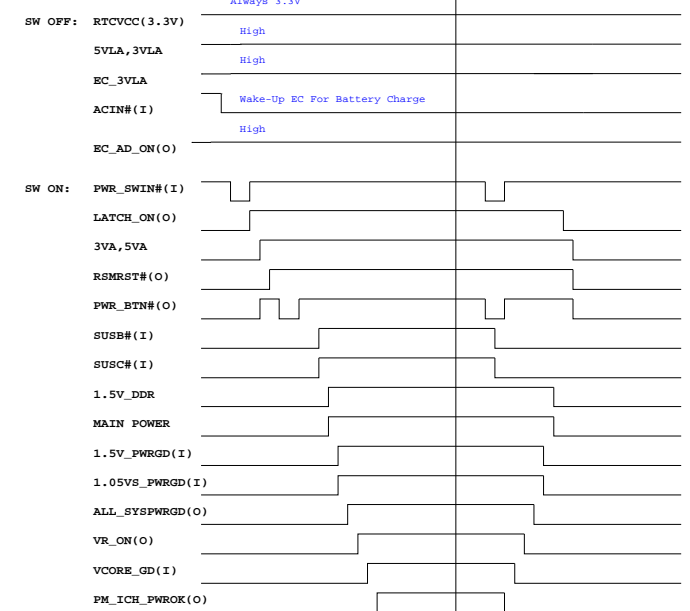 Always 3.3V
SW OFF: RTCVCC(3.3V)
High
5VLA,3VLA
High
EC_3VLA
Wake-Up EC For Battery Charge
ACIN#(I)
High
EC_AD_ON(O)
SW ON: PWR_SWIN#(I)
LATCH_ON(O)
3VA,5VA
RSMRST#(O)
PWR_BTN#(O)
SUSB#(I)
SUSC#(I)
1.5V_DDR
MAIN POWER
1.5V_PWRGD(I)
1.05VS_PWRGD(I)
ALL_SYSPWRGD(O)
VR_ON(O)
VCORE_GD(I)
PM_ICH_PWROK(O)